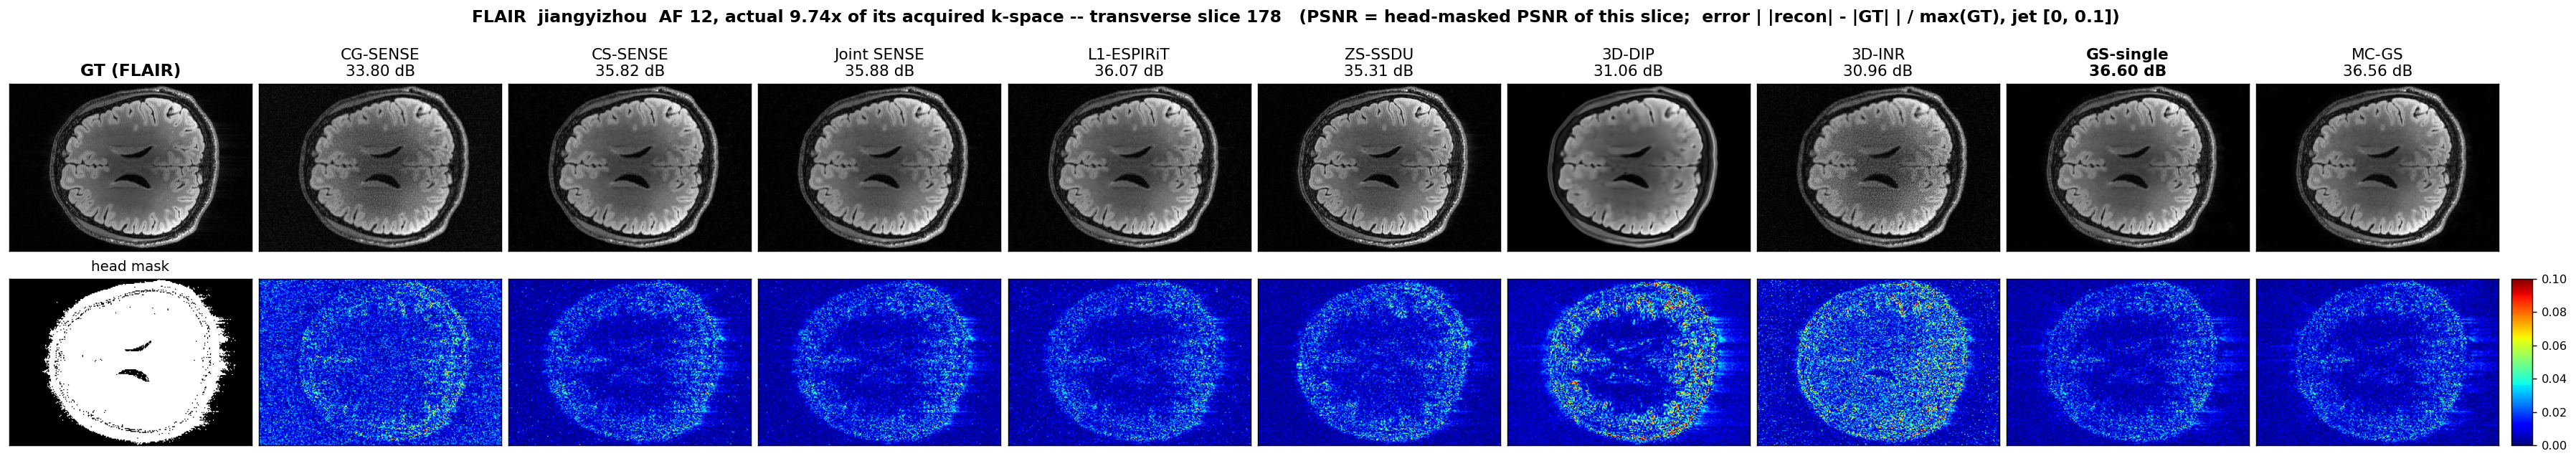 FLAIR  jiangyizhou  AF 12, actual 9.74x of its acquired k-space -- transverse slice 178   (PSNR = head-masked PSNR of this slice;  error | |recon| - |GT| | / max(GT), jet [0, 0.1])
GT (FLAIR)
CG-SENSE
33.80 dB
CS-SENSE
35.82 dB
Joint SENSE
35.88 dB
L1-ESPIRiT
36.07 dB
ZS-SSDU
35.31 dB
3D-DIP
31.06 dB
3D-INR
30.96 dB
GS-single
36.60 dB
MC-GS
36.56 dB
head mask
0.10
0.08
0.06
0.04
0.02
0.00